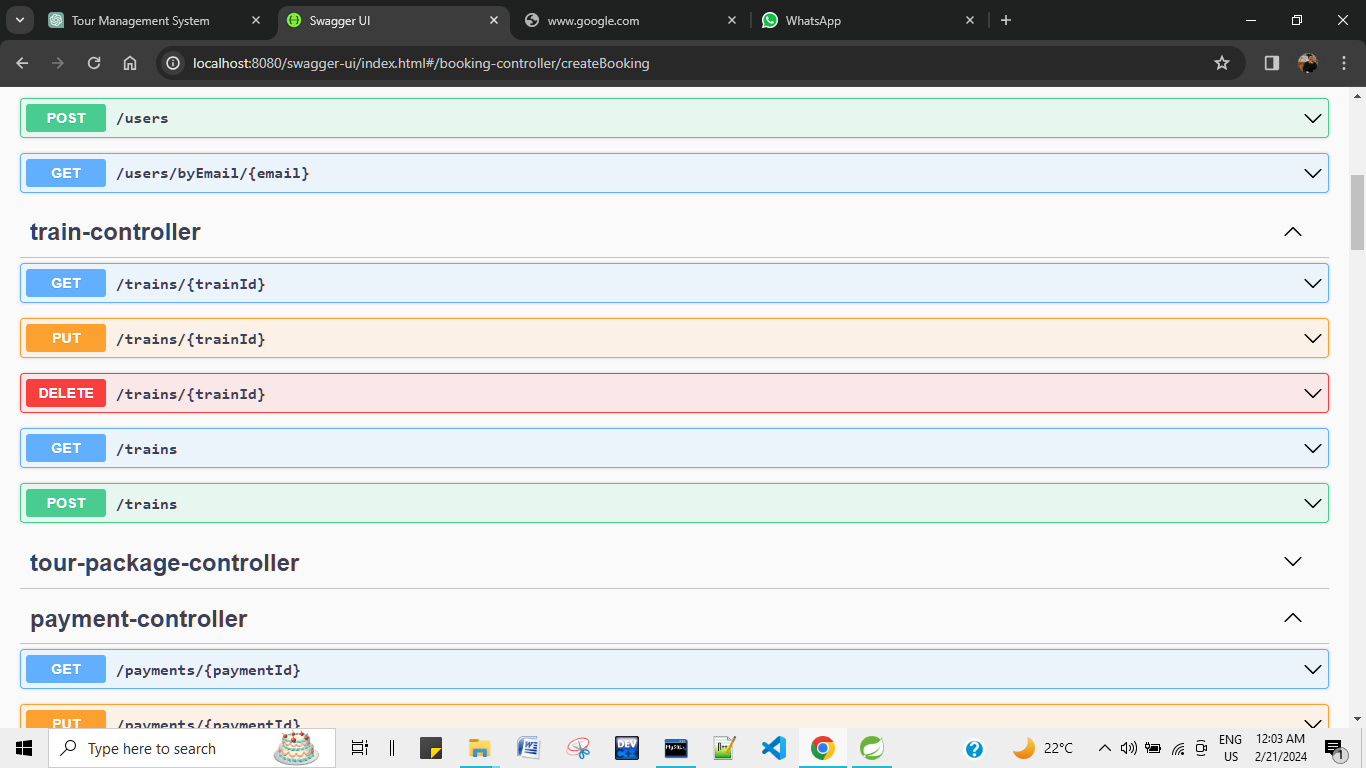 Tour Management System
Swagger UI
www.google.com
WhatsApp
localhost:8080/swagger-ui/index.html#/booking-controller/createBooking
POST /users
GET /users/byEmail/{email}
train-controller
GET /trains/{trainId}
PUT /trains/{trainId}
DELETE /trains/{trainId}
GET /trains
POST /trains
tour-package-controller
payment-controller
GET /payments/{paymentId}
PUT /payments/{paymentId}
Type here to search
DEV
MySQL
22°C
ENG
US
12:03 AM
2/21/2024
1